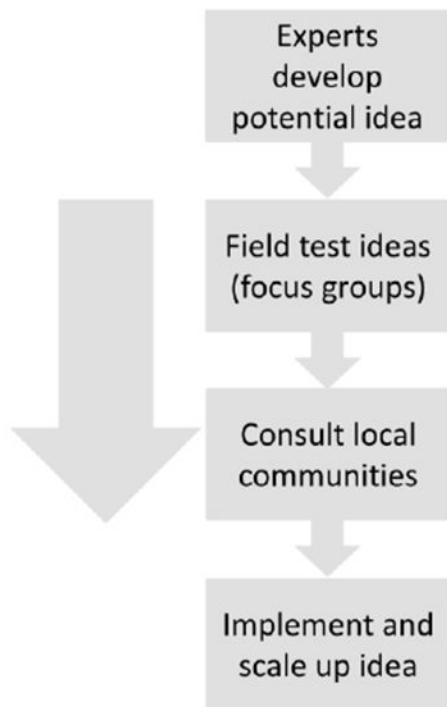 Experts
develop
potential idea
Field test ideas
(focus groups)
Consult local
communities
Implement and
scale up idea